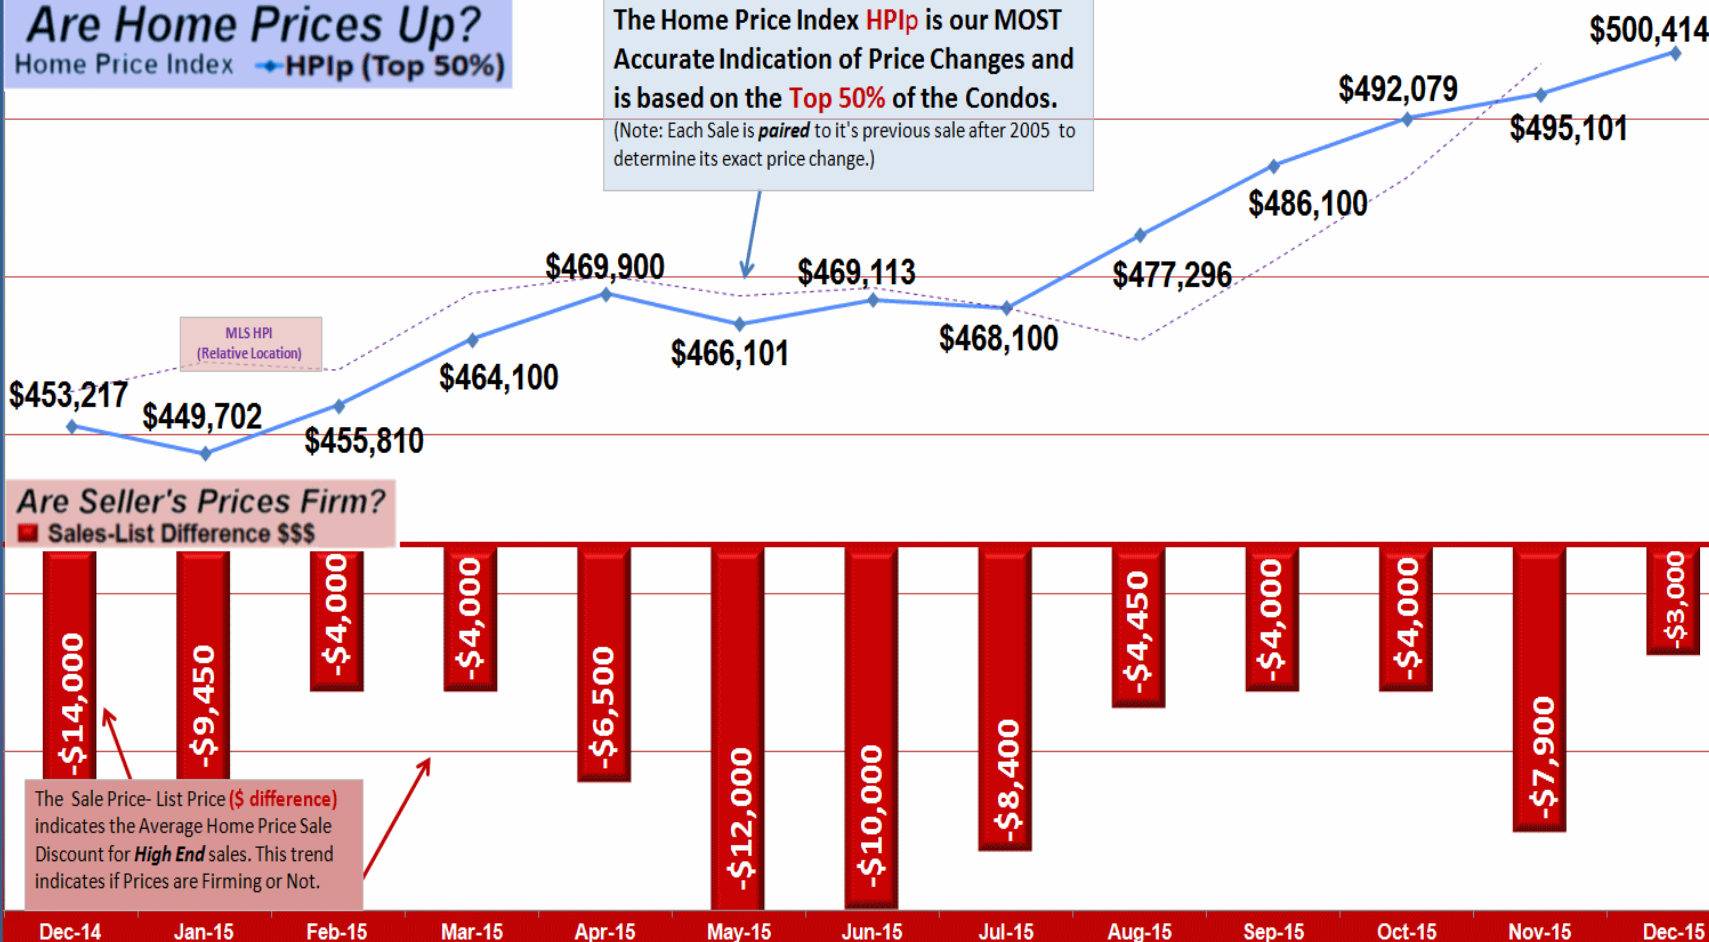 Are Home Prices Up?
Home Price Index HPIp (Top 50%)
The Home Price Index HPIp is our MOST
Accurate Indication of Price Changes and
is based on the Top 50% of the Condos.
(Note: Each Sale is paired to it's previous sale after 2005 to
determine its exact price change.)
MLS HPI
(Relative Location)
$453,217
$449,702
$455,810
$464,100
$469,900
$466,101
$469,113
$468,100
$477,296
$486,100
$492,079
$495,101
$500,414
Are Seller's Prices Firm?
Sales-List Difference $$$
-$14,000
-$9,450
-$4,000
-$4,000
-$6,500
-$12,000
-$10,000
-$8,400
-$4,450
-$4,000
-$4,000
-$7,900
-$3,000
The Sale Price- List Price ($ difference)
indicates the Average Home Price Sale
Discount for High End sales. This trend
indicates if Prices are Firming or Not.
Dec-14 Jan-15 Feb-15 Mar-15 Apr-15 May-15 Jun-15 Jul-15 Aug-15 Sep-15 Oct-15 Nov-15 Dec-15